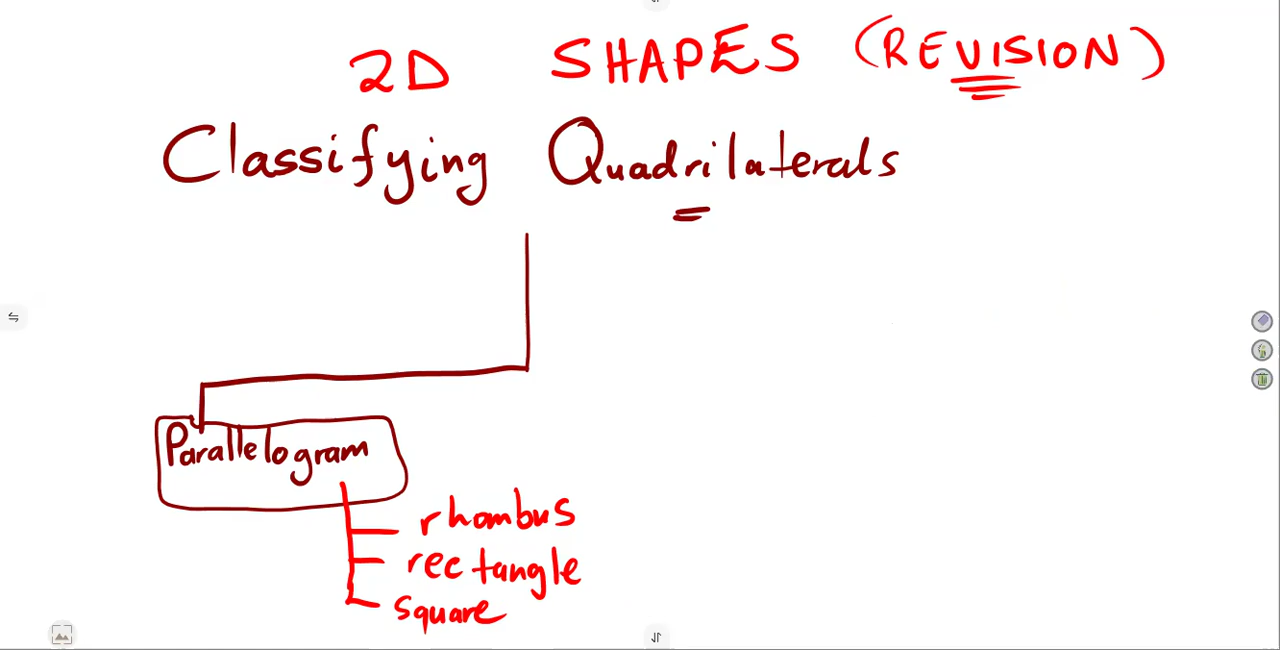 2D SHAPES (REVISION)
Classifying Quadrilaterals
Parallelogram
rhombus
rectangle
square